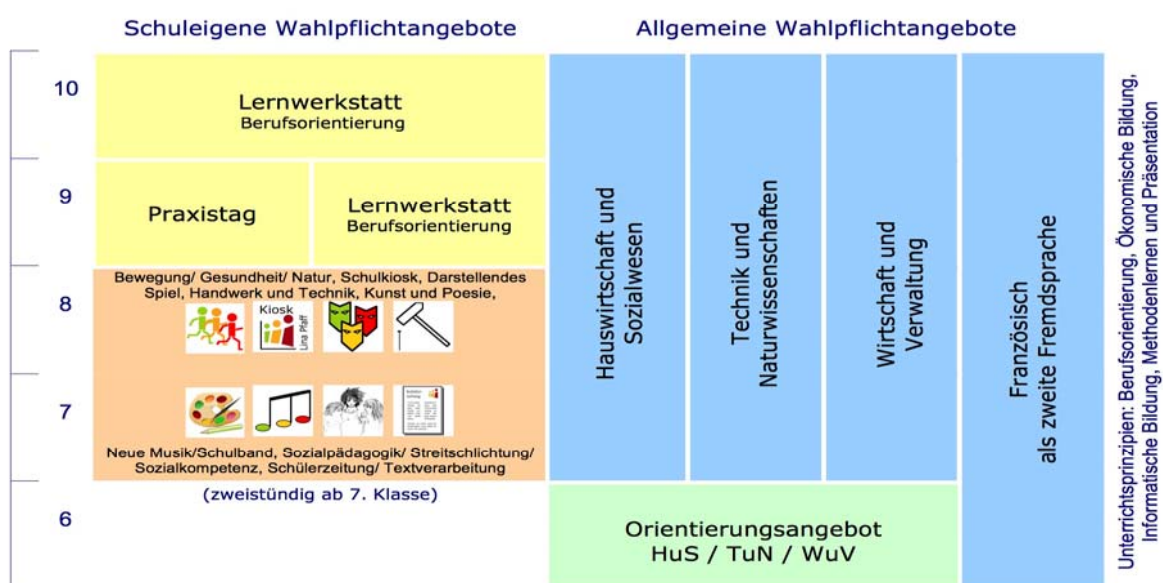 Schuleigene Wahlpflichtangebote
Allgemeine Wahlpflichtangebote
10
Lernwerkstatt
Berufsorientierung
9
Praxistag
Lernwerkstatt
Berufsorientierung
8
Bewegung/ Gesundheit/ Natur, Schulkiosk, Darstellendes
Spiel, Handwerk und Technik, Kunst und Poesie,
Kiosk
Lina Pfaff
7
Neue Musik/Schulband, Sozialpädagogik/ Streitschlichtung/
Sozialkompetenz, Schülerzeitung/ Textverarbeitung
(zweistündig ab 7. Klasse)
6
Hauswirtschaft und
Sozialwesen
Technik und
Naturwissenschaften
Wirtschaft und
Verwaltung
Französisch
als zweite Fremdsprache
Orientierungsangebot
HuS / TuN / WuV
Unterrichtsprinzipien: Berufsorientierung, Ökonomische Bildung,
Informatische Bildung, Methodenlernen und Präsentation